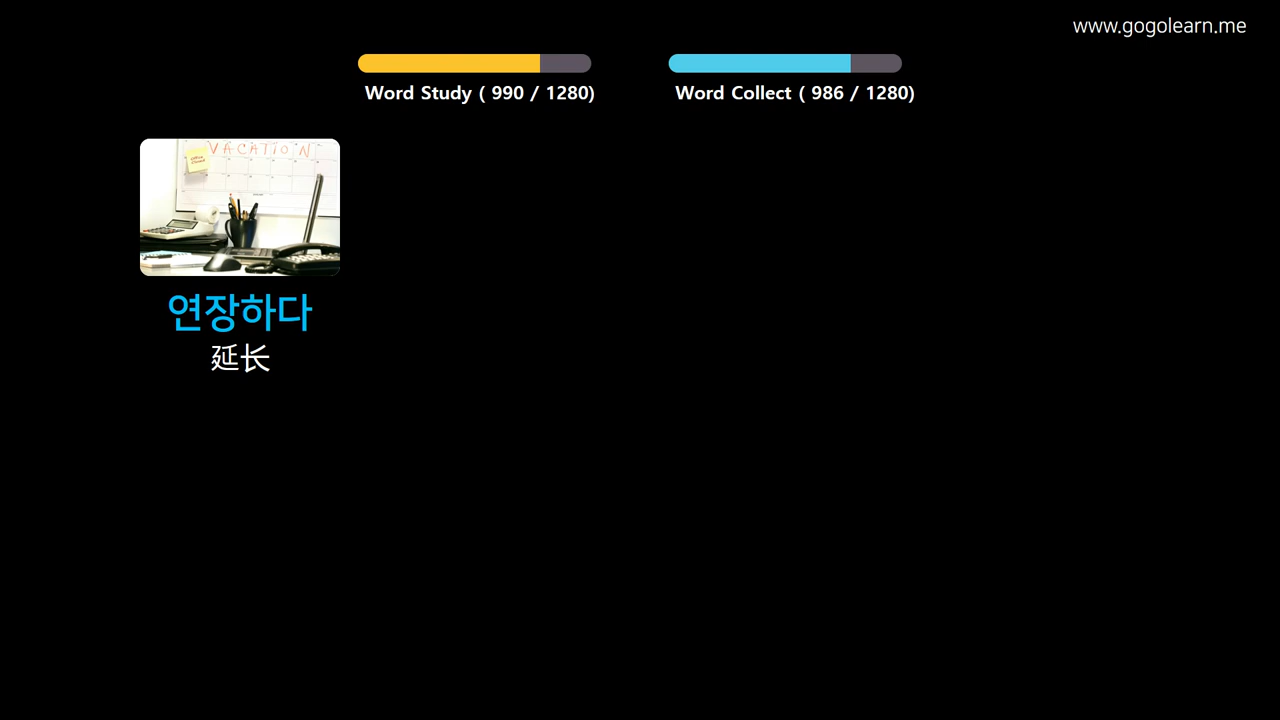 www.gogolearn.me
Word Study ( 990 / 1280)
Word Collect ( 986 / 1280)
VACATION
연장하다
延长